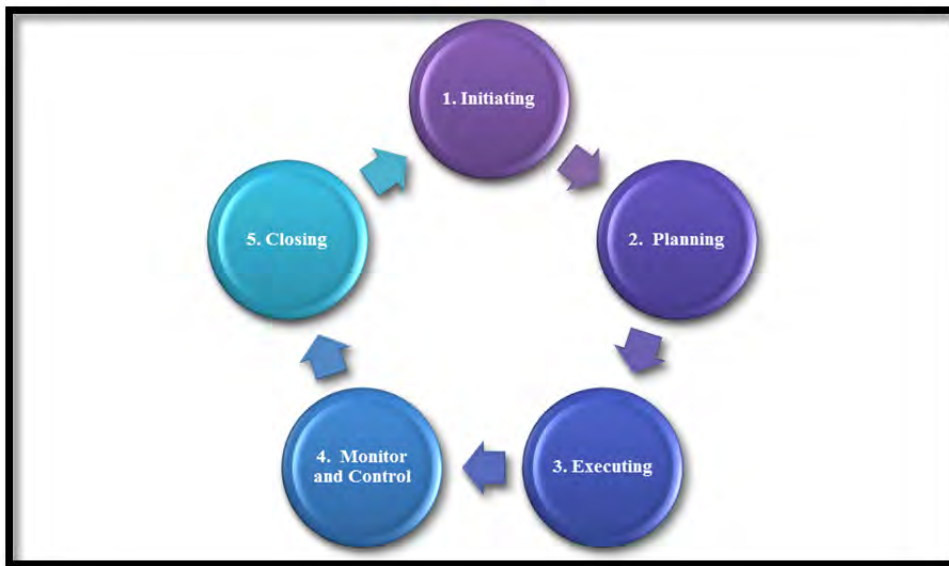 1. Initiating
2. Planning
3. Executing
4. Monitor
and Control
5. Closing